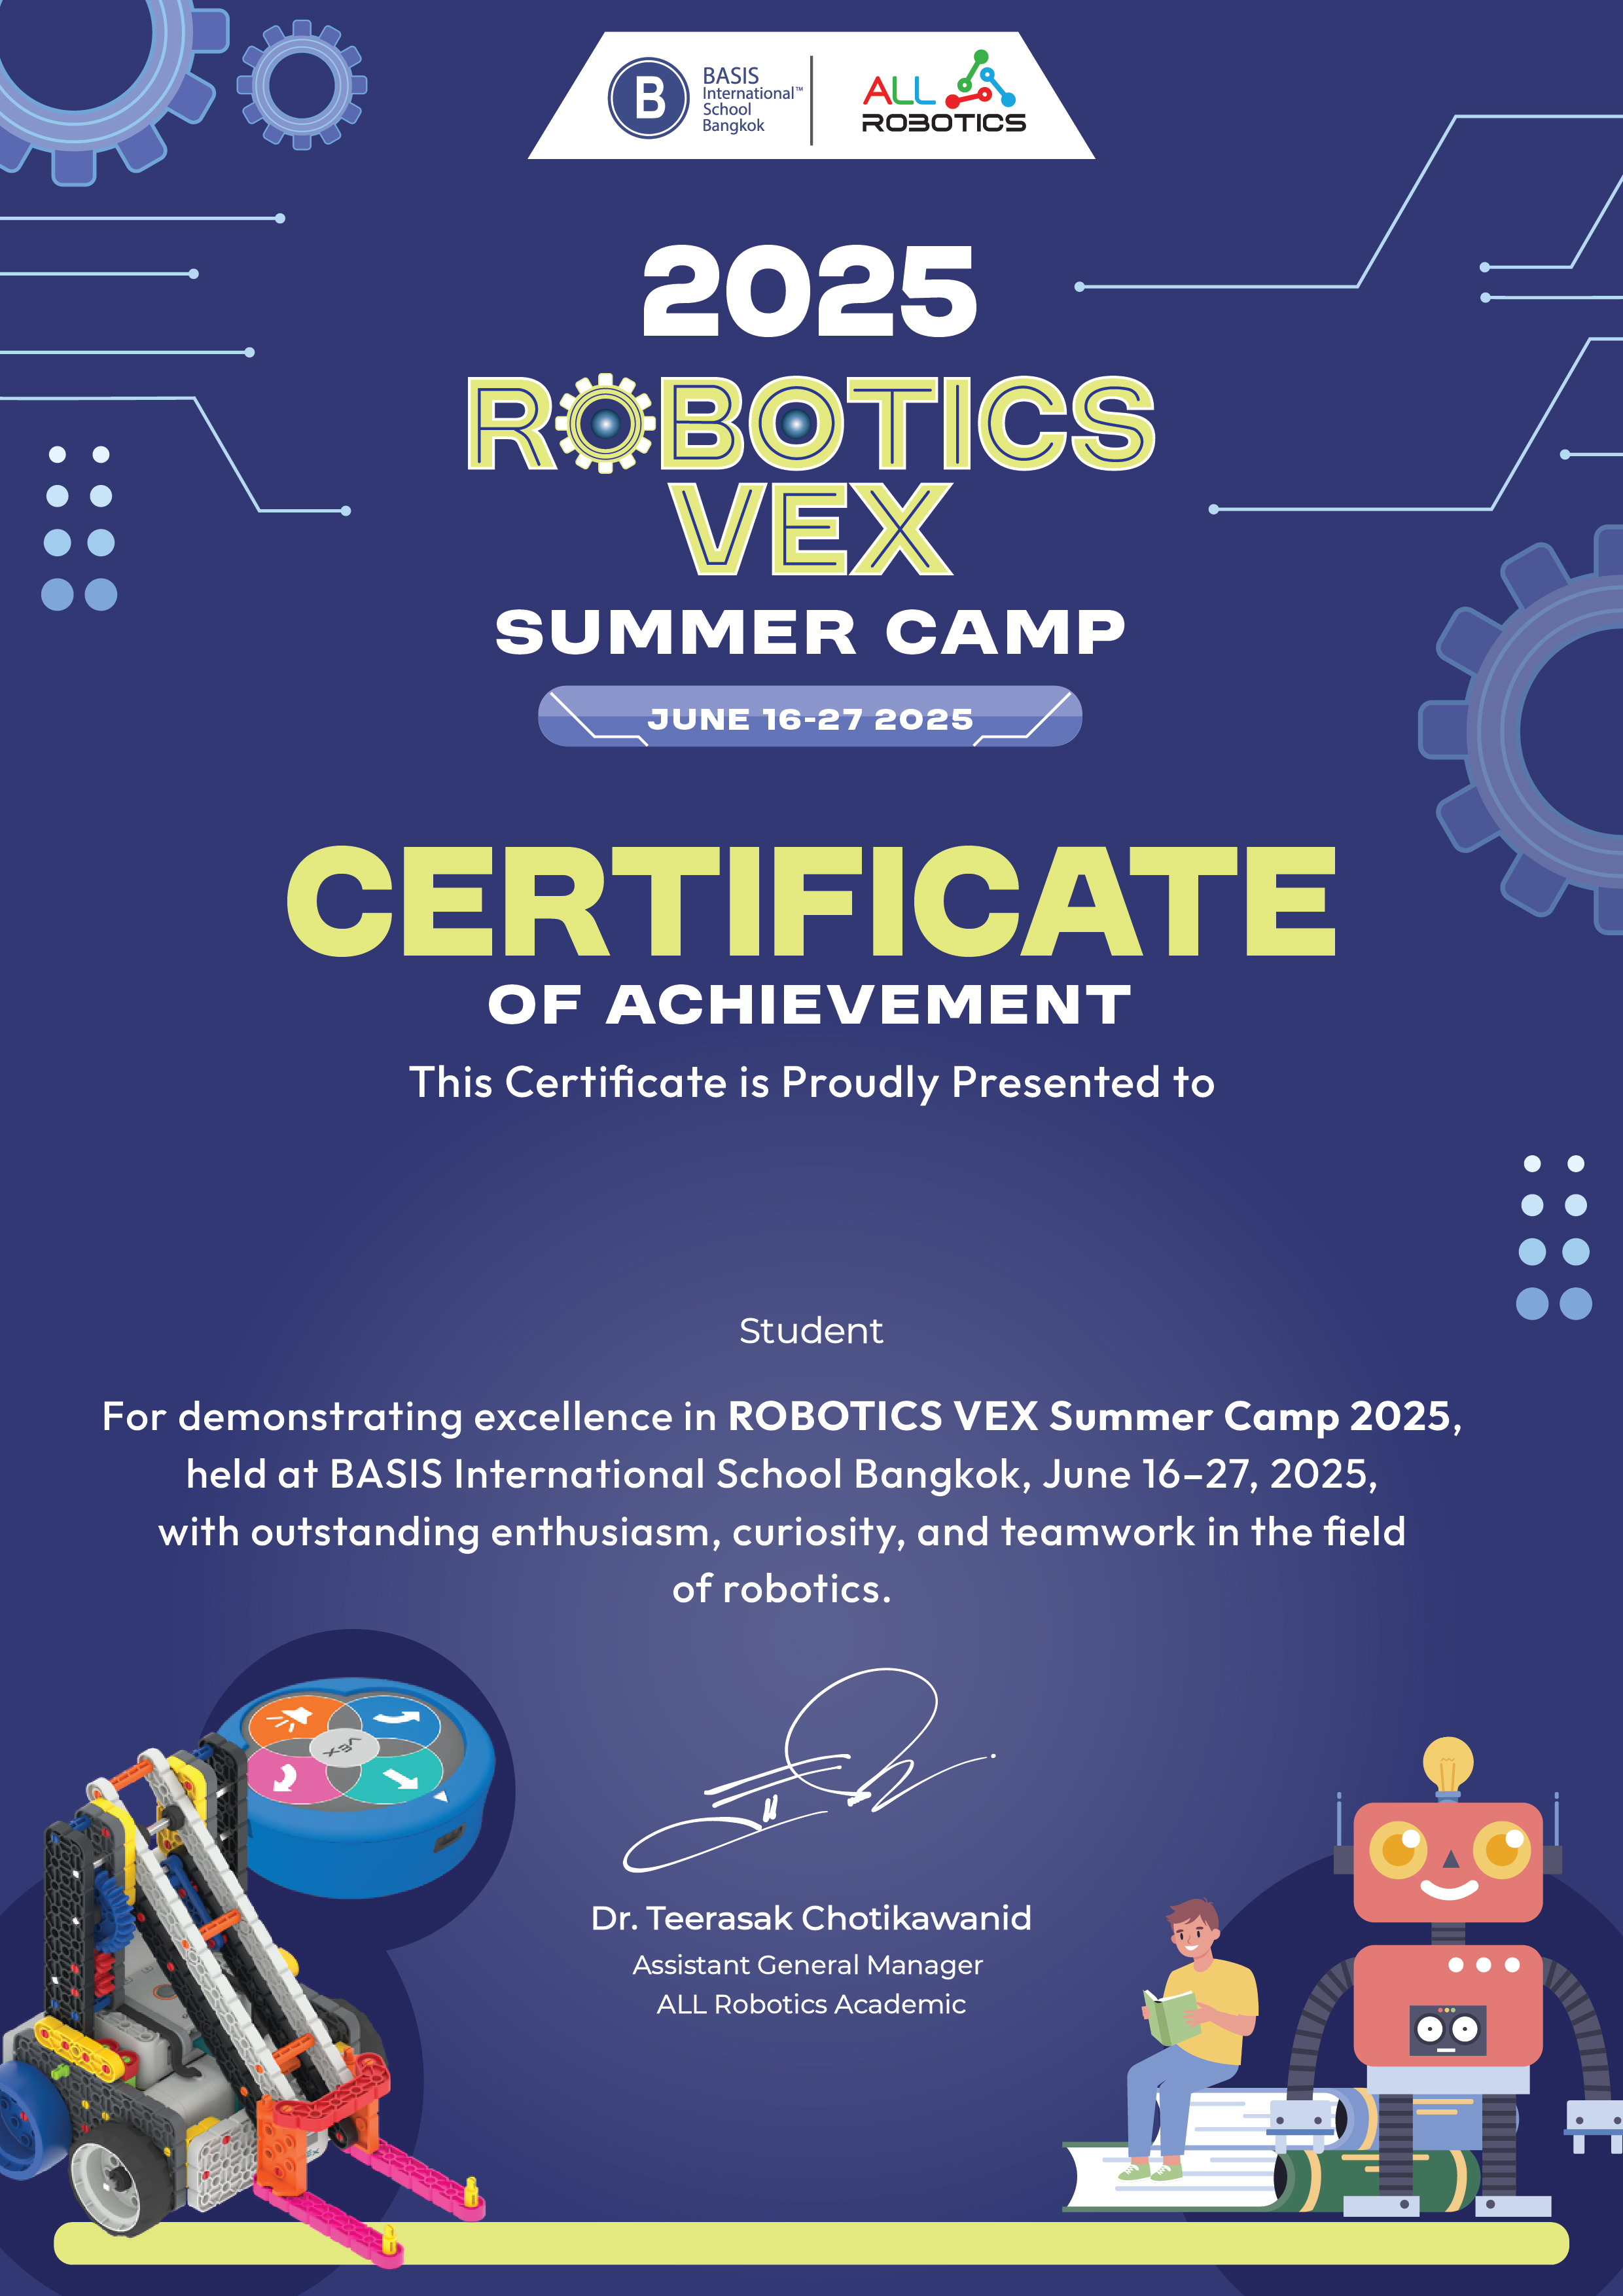 B
BASIS
International™
School
Bangkok
ALL
ROBOTICS
2025
ROBOTICS
VEX
SUMMER CAMP
JUNE 16-27 2025
CERTIFICATE
OF ACHIEVEMENT
This Certificate is Proudly Presented to
Student
For demonstrating excellence in ROBOTICS VEX Summer Camp 2025,
held at BASIS International School Bangkok, June 16–27, 2025,
with outstanding enthusiasm, curiosity, and teamwork in the field
of robotics.
VEX
Dr. Teerasak Chotikawanid
Assistant General Manager
ALL Robotics Academic